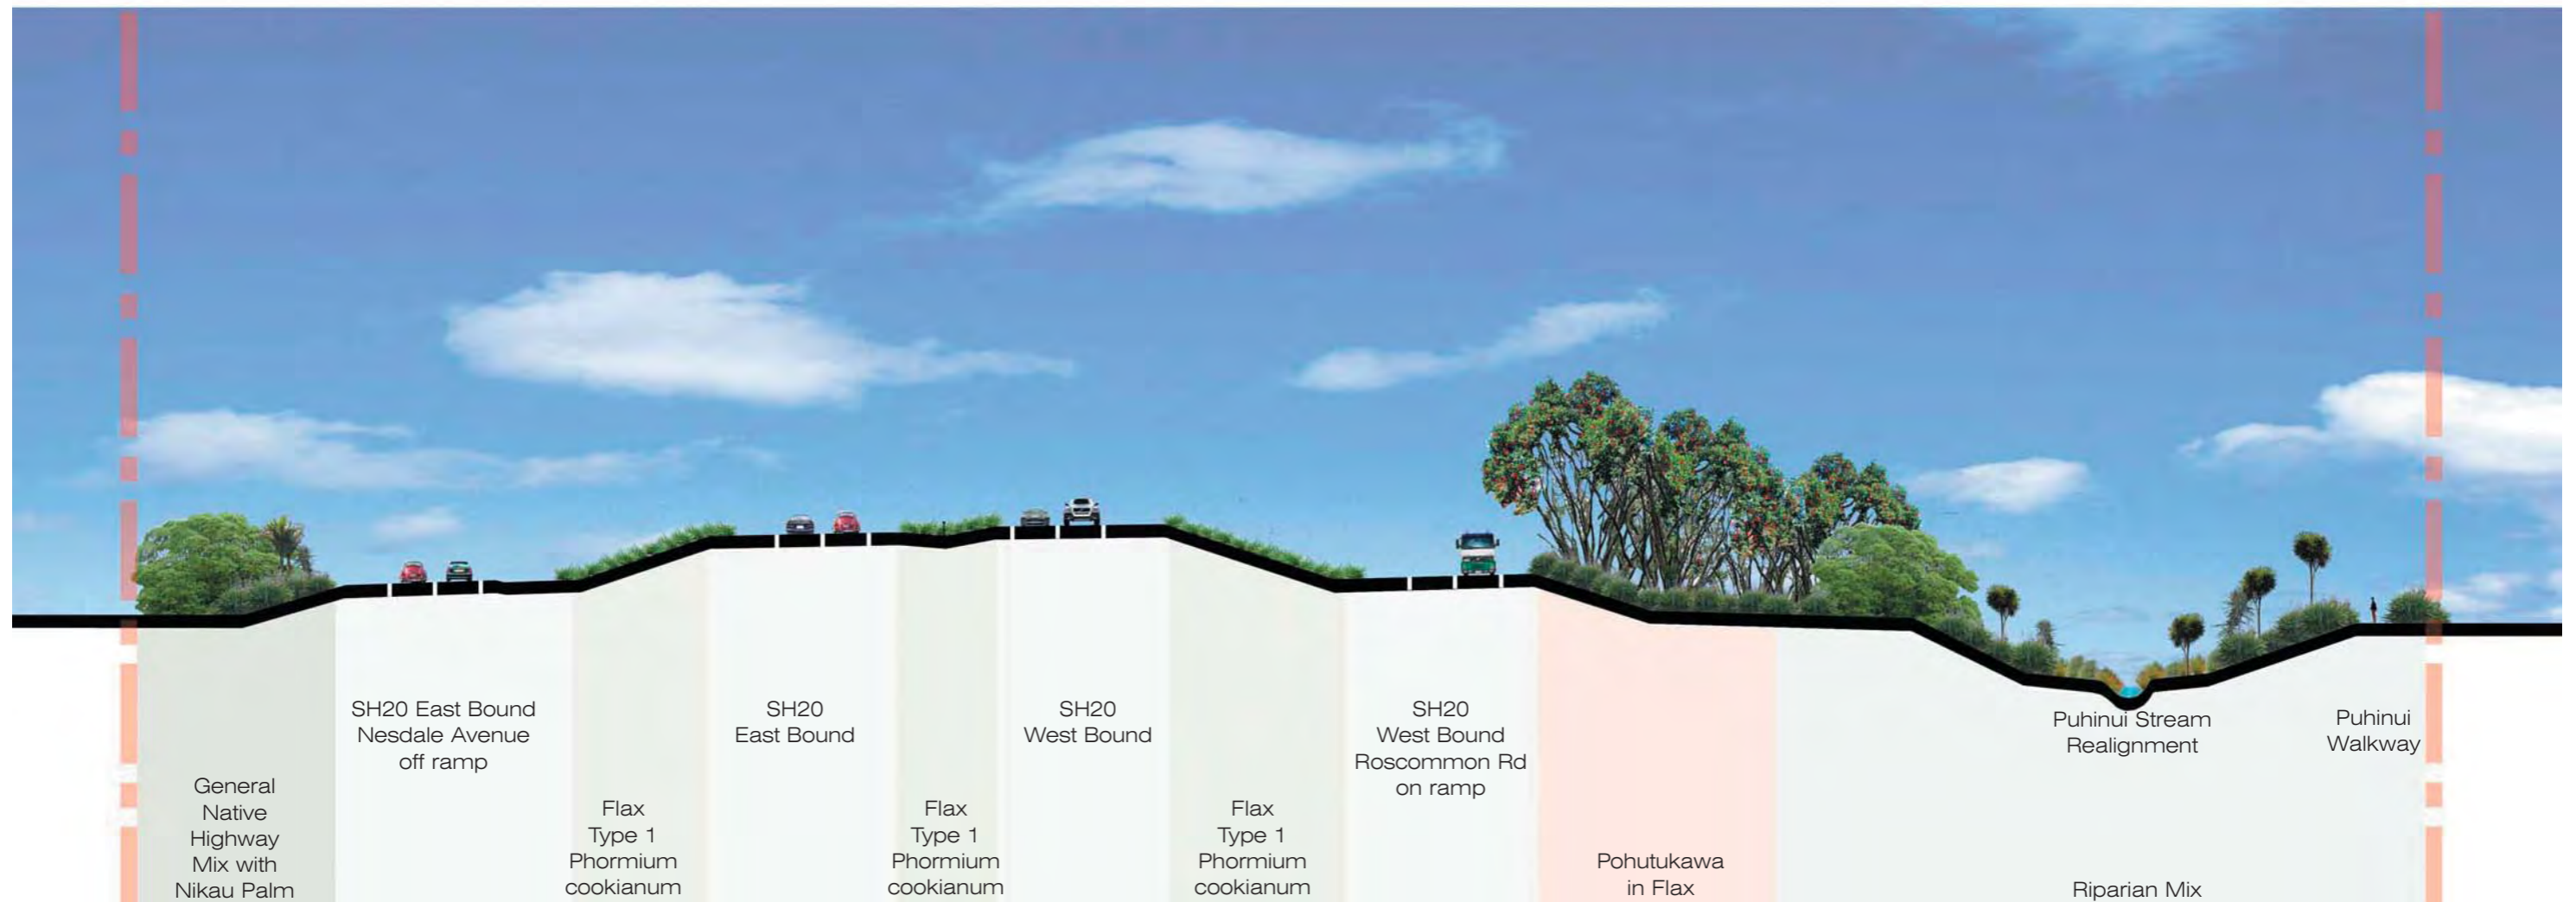 General
Native
Highway
Mix with
Nikau Palm
SH20 East Bound
Nesdale Avenue
off ramp
Flax
Type 1
Phormium
cookianum
SH20
East Bound
Flax
Type 1
Phormium
cookianum
SH20
West Bound
Flax
Type 1
Phormium
cookianum
SH20
West Bound
Roscommon Rd
on ramp
Pohutukawa
in Flax
Puhinui Stream
Realignment
Riparian Mix
Puhinui
Walkway